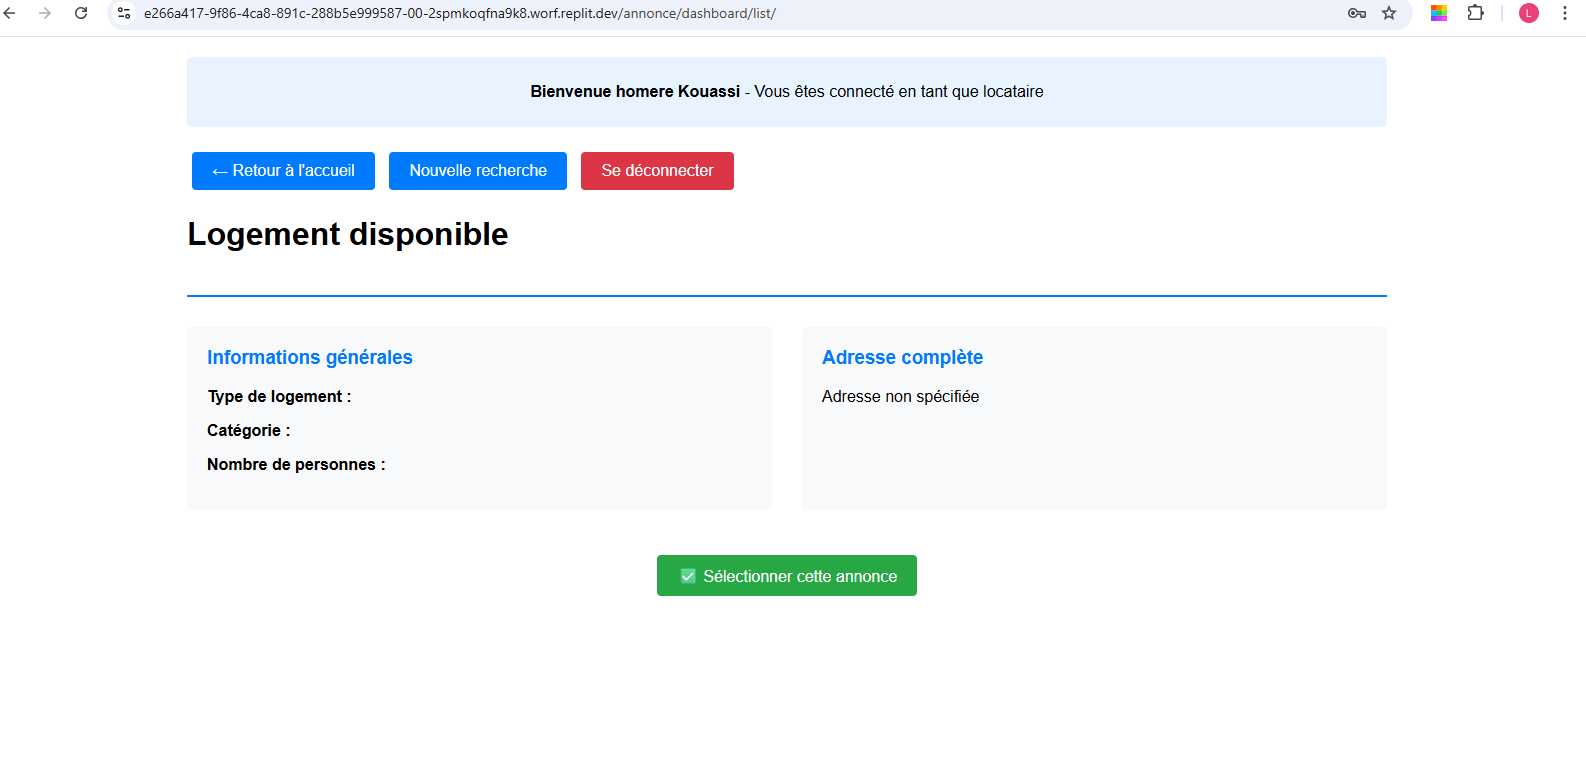 e266a417-9f86-4ca8-891c-288b5e999587-00-2spmkoqfna9k8.worf.replit.dev/annonce/dashboard/list/
L
Bienvenue homere Kouassi - Vous êtes connecté en tant que locataire
← Retour à l'accueil
Nouvelle recherche
Se déconnecter
Logement disponible
Informations générales
Type de logement :
Catégorie :
Nombre de personnes :
Adresse complète
Adresse non spécifiée
✅ Sélectionner cette annonce